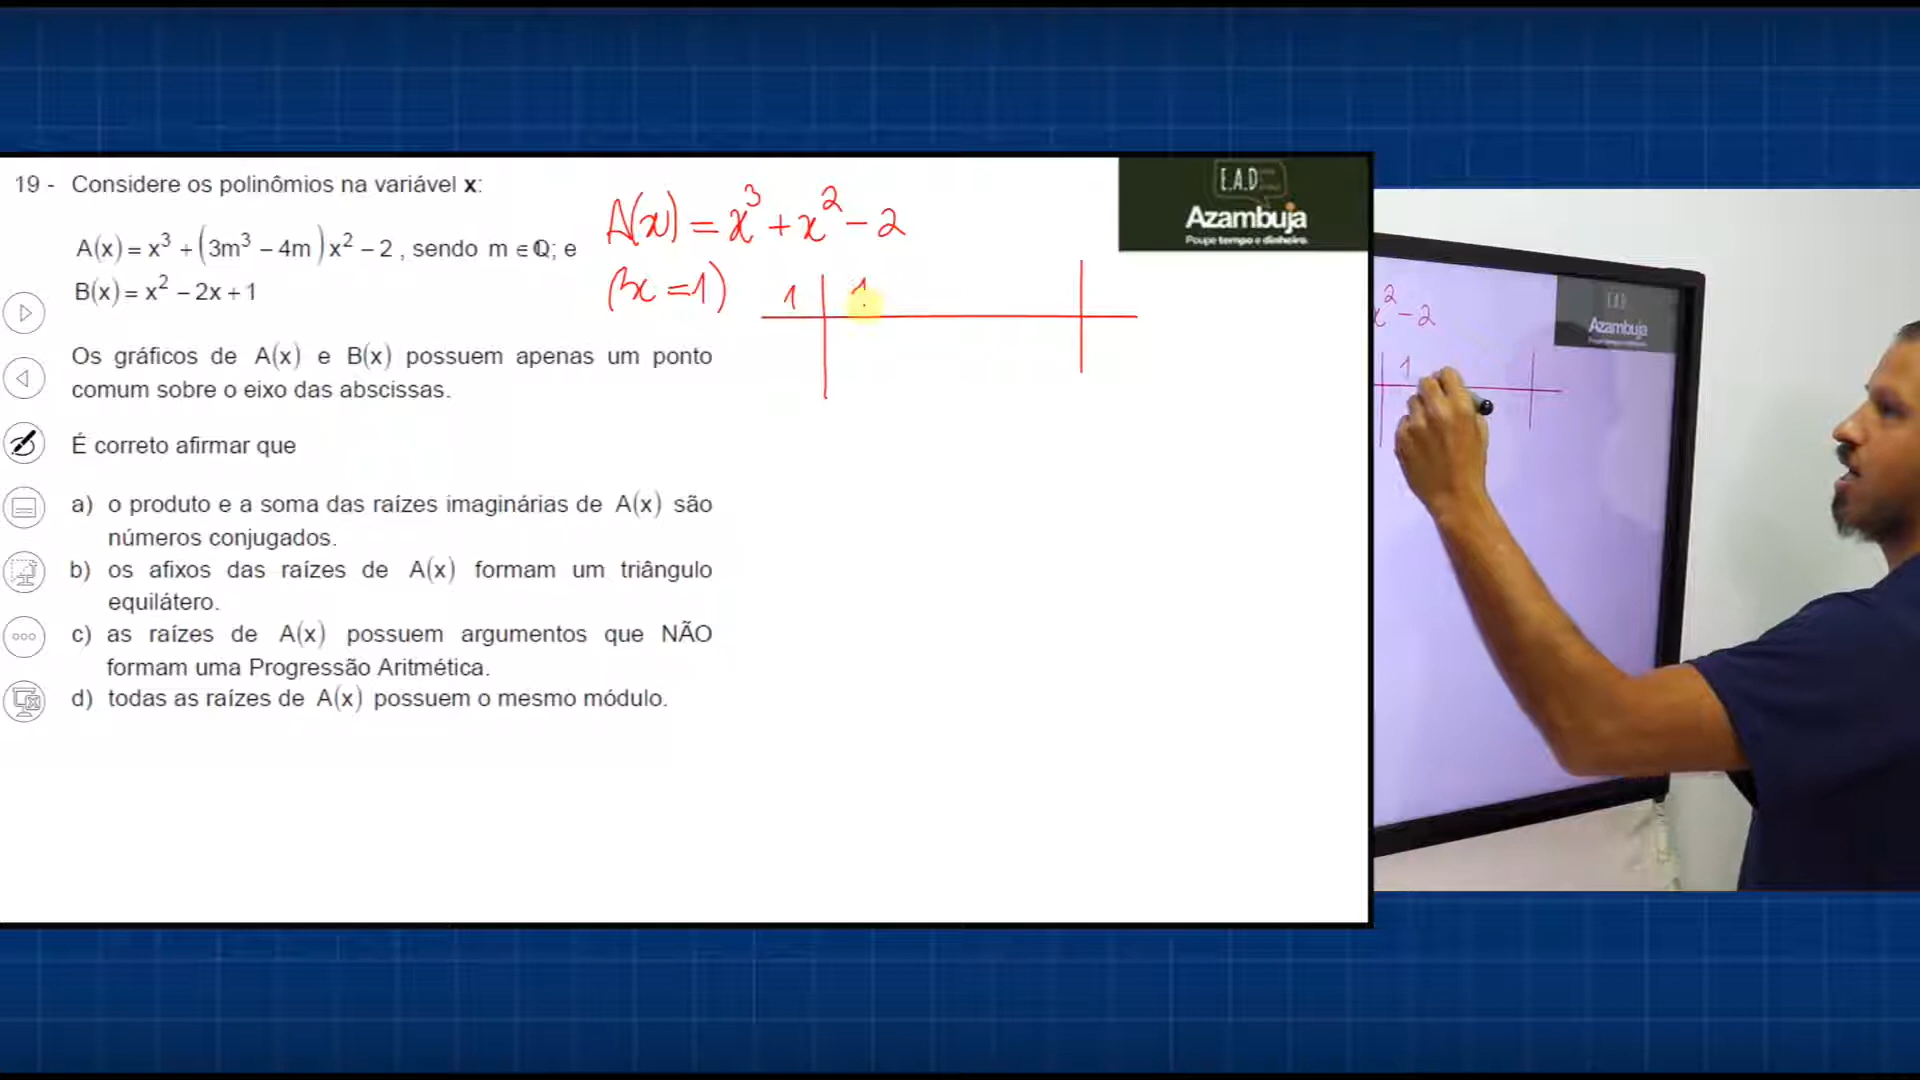 19 - Considere os polinômios na variável x:
A(x) = x³ + (3m³ − 4m)x² − 2, sendo m ∈ ℚ; e
B(x) = x² − 2x + 1
Os gráficos de A(x) e B(x) possuem apenas um ponto
comum sobre o eixo das abscissas.
É correto afirmar que
a) o produto e a soma das raízes imaginárias de A(x) são
números conjugados.
b) os afixos das raízes de A(x) formam um triângulo
equilátero.
c) as raízes de A(x) possuem argumentos que NÃO
formam uma Progressão Aritmética.
d) todas as raízes de A(x) possuem o mesmo módulo.
A(x) = x³ + x² − 2
1 1
E.A.D
Azambuja
Poupe tempo e dinheiro.
x² − 2
1
Azambuja